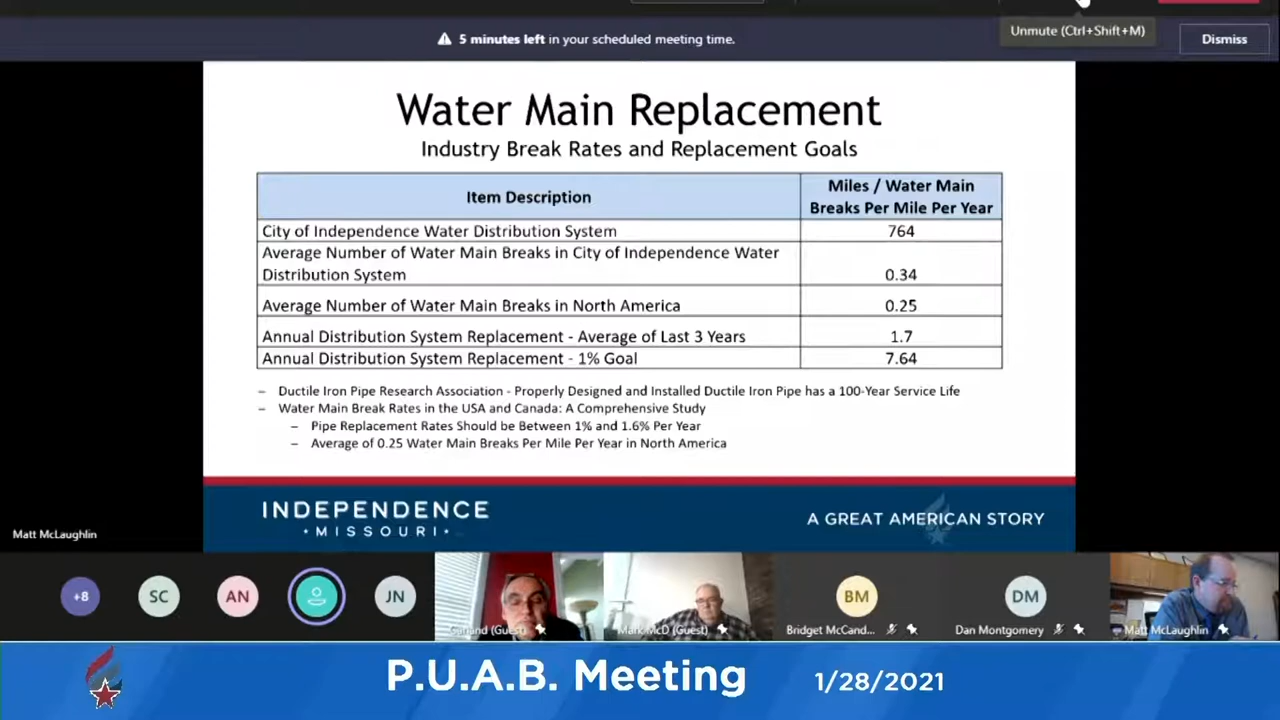 5 minutes left in your scheduled meeting time.
Unmute (Ctrl+Shift+M)
Dismiss
Water Main Replacement
Industry Break Rates and Replacement Goals
Item Description
Miles / Water Main
Breaks Per Mile Per Year
City of Independence Water Distribution System 764
Average Number of Water Main Breaks in City of Independence Water
Distribution System 0.34
Average Number of Water Main Breaks in North America 0.25
Annual Distribution System Replacement - Average of Last 3 Years 1.7
Annual Distribution System Replacement - 1% Goal 7.64
– Ductile Iron Pipe Research Association - Properly Designed and Installed Ductile Iron Pipe has a 100-Year Service Life
– Water Main Break Rates in the USA and Canada: A Comprehensive Study
– Pipe Replacement Rates Should be Between 1% and 1.6% Per Year
– Average of 0.25 Water Main Breaks Per Mile Per Year in North America
INDEPENDENCE
• MISSOURI •
A GREAT AMERICAN STORY
Matt McLaughlin
+8
SC
AN
JN
BM
DM
(Guest)
Mark McD (Guest)
Bridget McCand...
Dan Montgomery
Matt McLaughlin
P.U.A.B. Meeting
1/28/2021